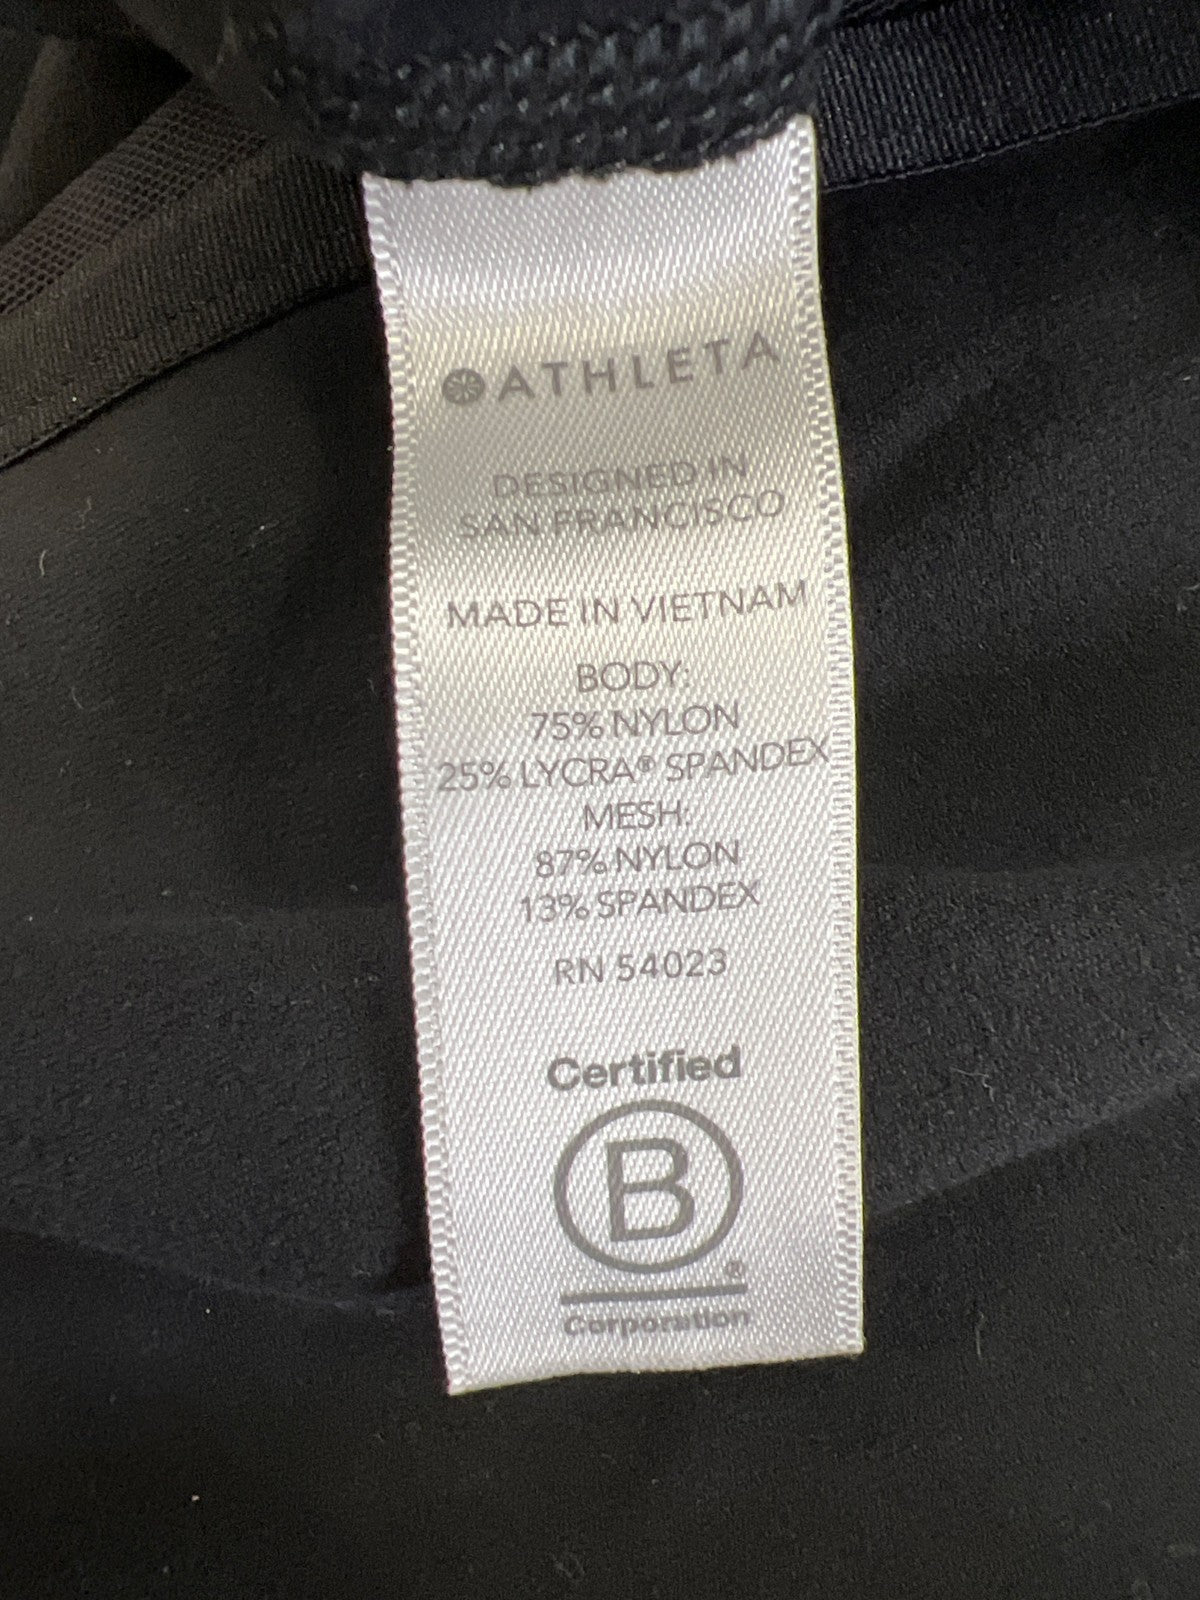 ATHLETA
DESIGNED IN
SAN FRANCISCO
MADE IN VIETNAM
BODY:
75% NYLON
25% LYCRA® SPANDEX
MESH:
87% NYLON
13% SPANDEX
RN 54023
Certified
B
®
Corporation